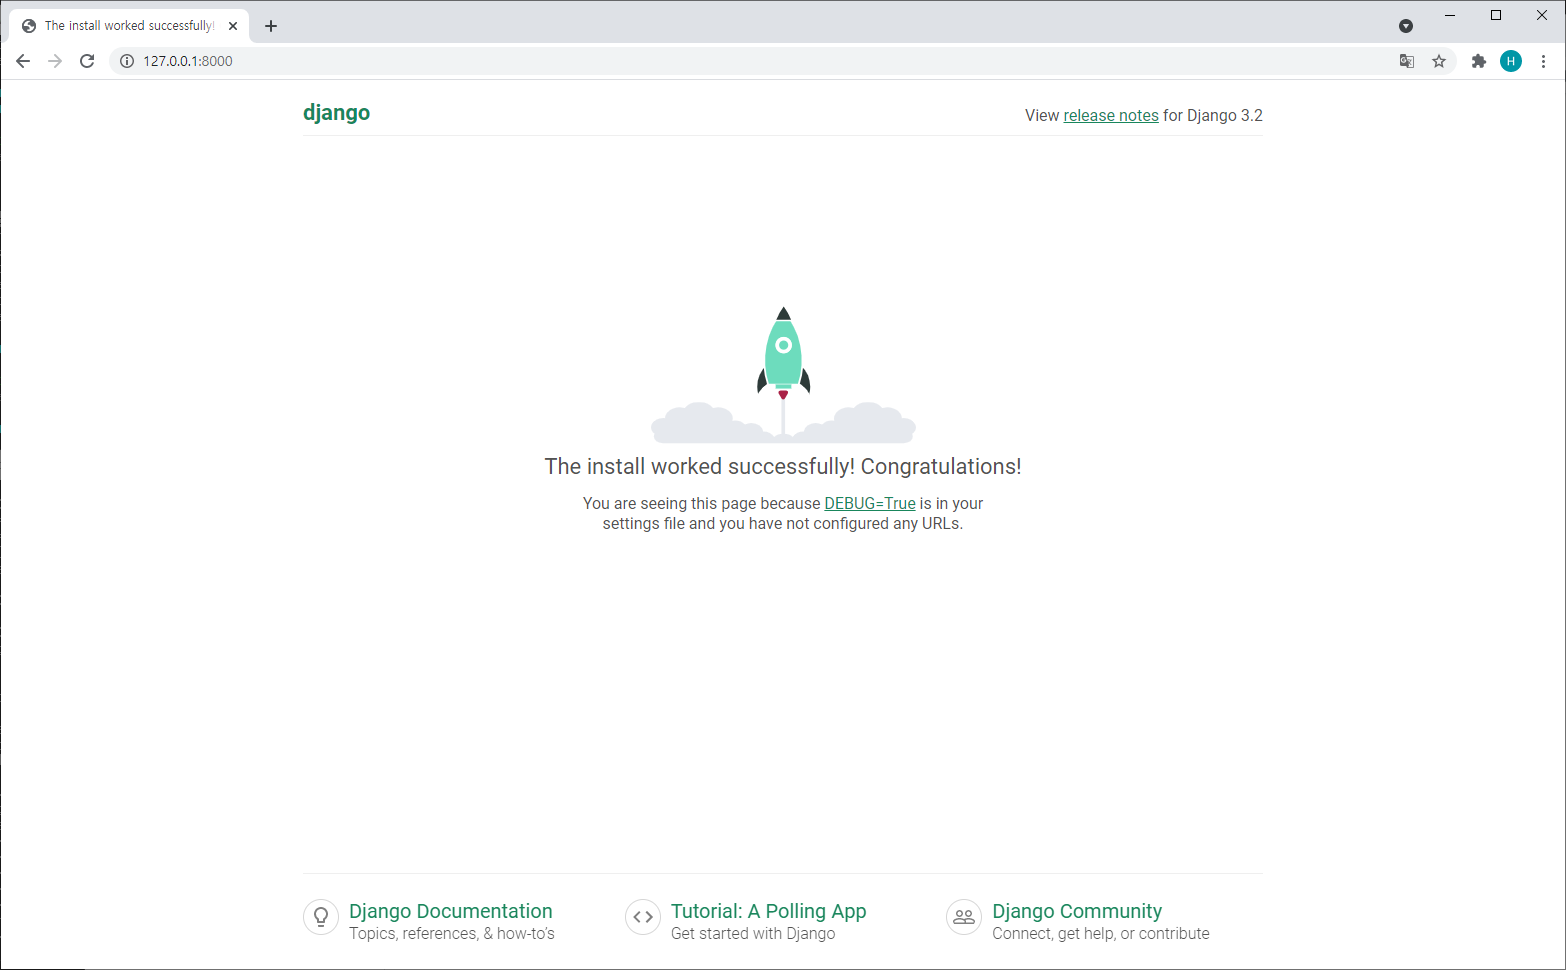 The install worked successfully!
127.0.0.1:8000
H
django
View release notes for Django 3.2
The install worked successfully! Congratulations!
You are seeing this page because DEBUG=True is in your
settings file and you have not configured any URLs.
Django Documentation
Topics, references, & how-to’s
Tutorial: A Polling App
Get started with Django
Django Community
Connect, get help, or contribute